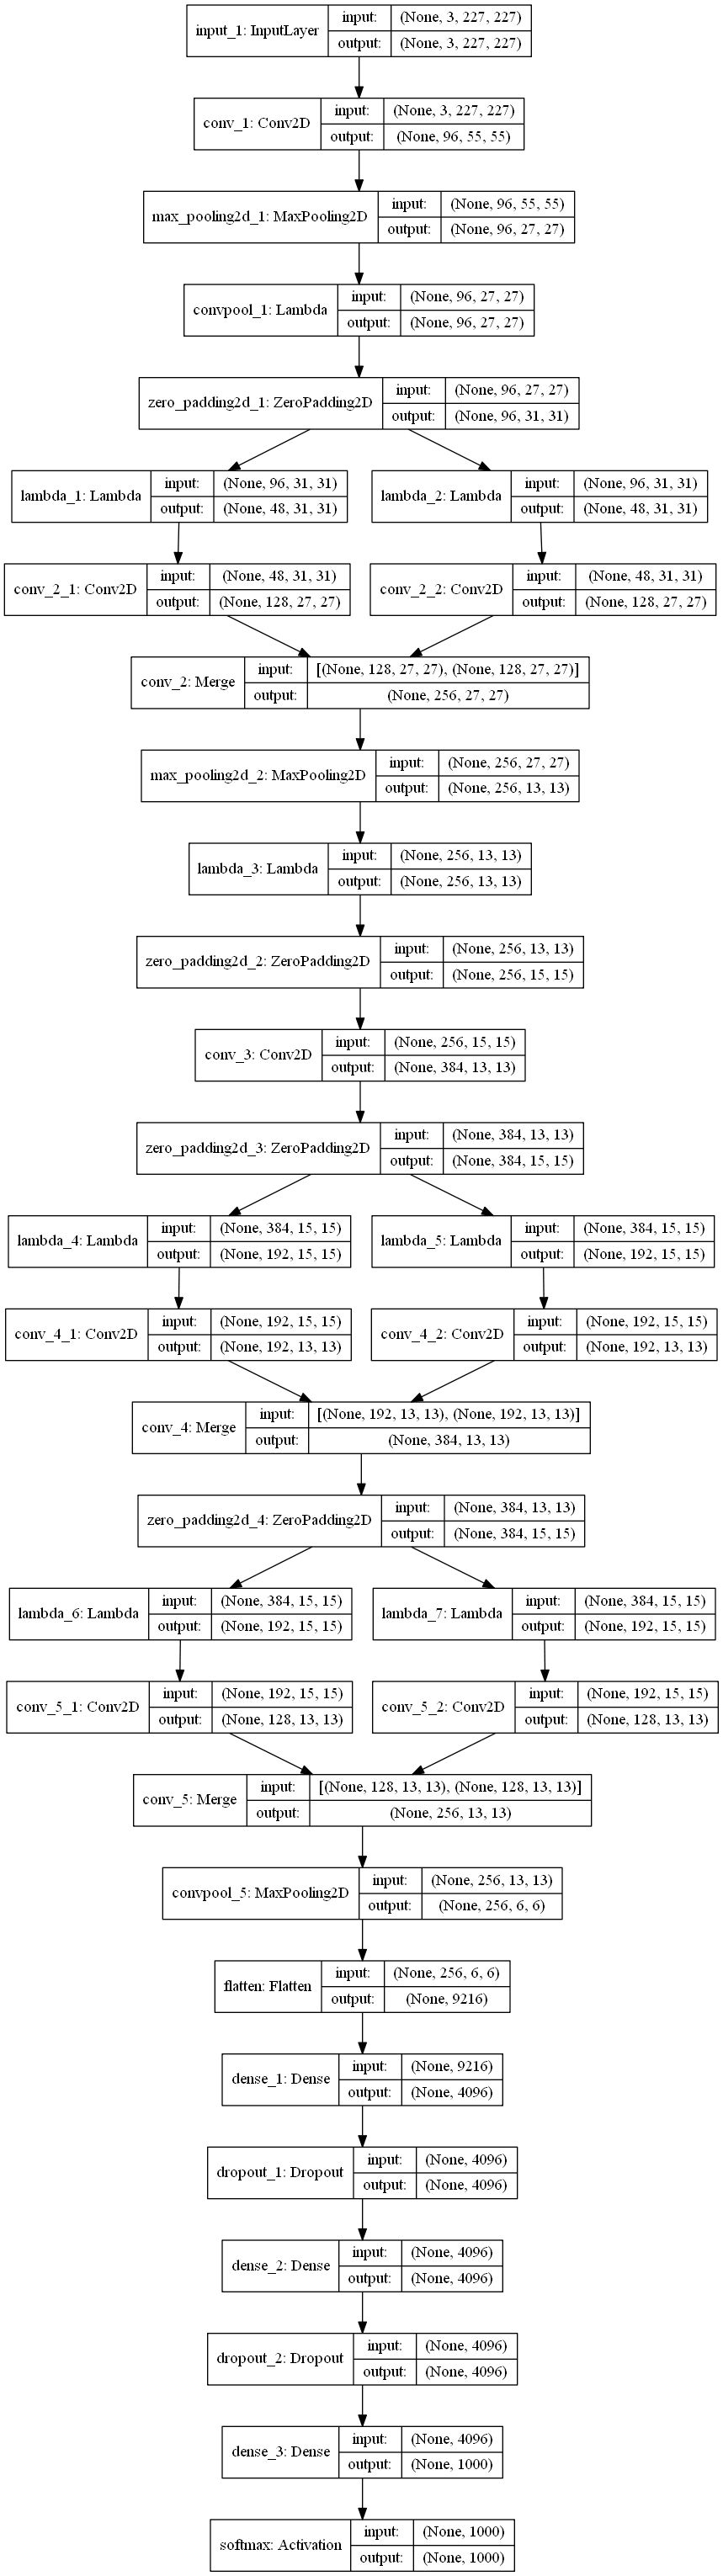 input_1: InputLayer
input: (None, 3, 227, 227)
output: (None, 3, 227, 227)
conv_1: Conv2D
input: (None, 3, 227, 227)
output: (None, 96, 55, 55)
max_pooling2d_1: MaxPooling2D
input: (None, 96, 55, 55)
output: (None, 96, 27, 27)
convpool_1: Lambda
input: (None, 96, 27, 27)
output: (None, 96, 27, 27)
zero_padding2d_1: ZeroPadding2D
input: (None, 96, 27, 27)
output: (None, 96, 31, 31)
lambda_1: Lambda
input: (None, 96, 31, 31)
output: (None, 48, 31, 31)
lambda_2: Lambda
input: (None, 96, 31, 31)
output: (None, 48, 31, 31)
conv_2_1: Conv2D
input: (None, 48, 31, 31)
output: (None, 128, 27, 27)
conv_2_2: Conv2D
input: (None, 48, 31, 31)
output: (None, 128, 27, 27)
conv_2: Merge
input: [(None, 128, 27, 27), (None, 128, 27, 27)]
output: (None, 256, 27, 27)
max_pooling2d_2: MaxPooling2D
input: (None, 256, 27, 27)
output: (None, 256, 13, 13)
lambda_3: Lambda
input: (None, 256, 13, 13)
output: (None, 256, 13, 13)
zero_padding2d_2: ZeroPadding2D
input: (None, 256, 13, 13)
output: (None, 256, 15, 15)
conv_3: Conv2D
input: (None, 256, 15, 15)
output: (None, 384, 13, 13)
zero_padding2d_3: ZeroPadding2D
input: (None, 384, 13, 13)
output: (None, 384, 15, 15)
lambda_4: Lambda
input: (None, 384, 15, 15)
output: (None, 192, 15, 15)
lambda_5: Lambda
input: (None, 384, 15, 15)
output: (None, 192, 15, 15)
conv_4_1: Conv2D
input: (None, 192, 15, 15)
output: (None, 192, 13, 13)
conv_4_2: Conv2D
input: (None, 192, 15, 15)
output: (None, 192, 13, 13)
conv_4: Merge
input: [(None, 192, 13, 13), (None, 192, 13, 13)]
output: (None, 384, 13, 13)
zero_padding2d_4: ZeroPadding2D
input: (None, 384, 13, 13)
output: (None, 384, 15, 15)
lambda_6: Lambda
input: (None, 384, 15, 15)
output: (None, 192, 15, 15)
lambda_7: Lambda
input: (None, 384, 15, 15)
output: (None, 192, 15, 15)
conv_5_1: Conv2D
input: (None, 192, 15, 15)
output: (None, 128, 13, 13)
conv_5_2: Conv2D
input: (None, 192, 15, 15)
output: (None, 128, 13, 13)
conv_5: Merge
input: [(None, 128, 13, 13), (None, 128, 13, 13)]
output: (None, 256, 13, 13)
convpool_5: MaxPooling2D
input: (None, 256, 13, 13)
output: (None, 256, 6, 6)
flatten: Flatten
input: (None, 256, 6, 6)
output: (None, 9216)
dense_1: Dense
input: (None, 9216)
output: (None, 4096)
dropout_1: Dropout
input: (None, 4096)
output: (None, 4096)
dense_2: Dense
input: (None, 4096)
output: (None, 4096)
dropout_2: Dropout
input: (None, 4096)
output: (None, 4096)
dense_3: Dense
input: (None, 4096)
output: (None, 1000)
softmax: Activation
input: (None, 1000)
output: (None, 1000)